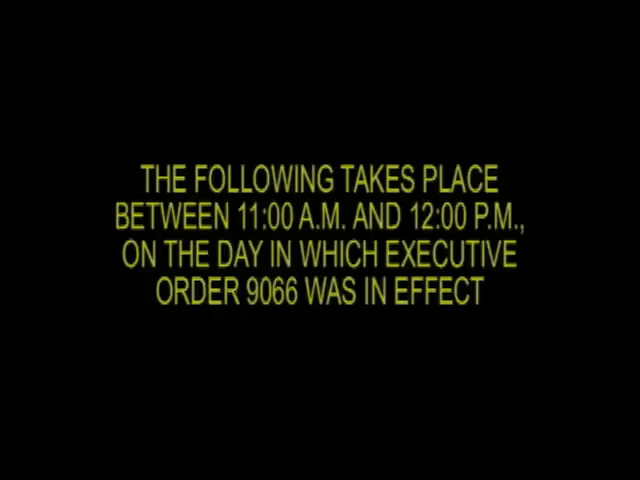 THE FOLLOWING TAKES PLACE
BETWEEN 11:00 A.M. AND 12:00 P.M.,
ON THE DAY IN WHICH EXECUTIVE
ORDER 9066 WAS IN EFFECT